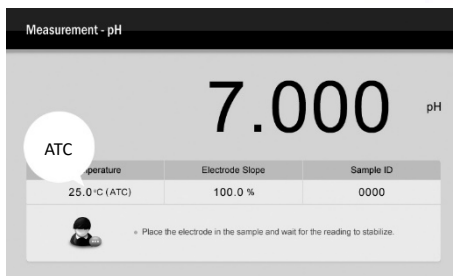 Measurement - pH
7.000 pH
ATC
perature Electrode Slope Sample ID
25.0 °C (ATC) 100.0 % 0000
Place the electrode in the sample and wait for the reading to stabilize.